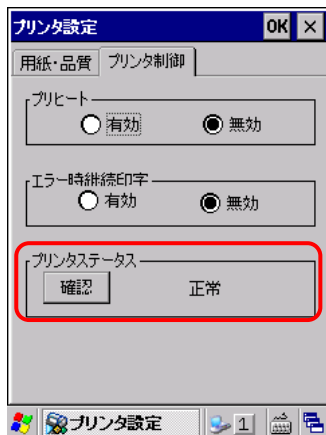 プリンタ設定 OK ×
用紙・品質 プリンタ制御
プリヒート
有効 無効
エラー時継続印字
有効 無効
プリンタステータス
確認 正常
プリンタ設定 1